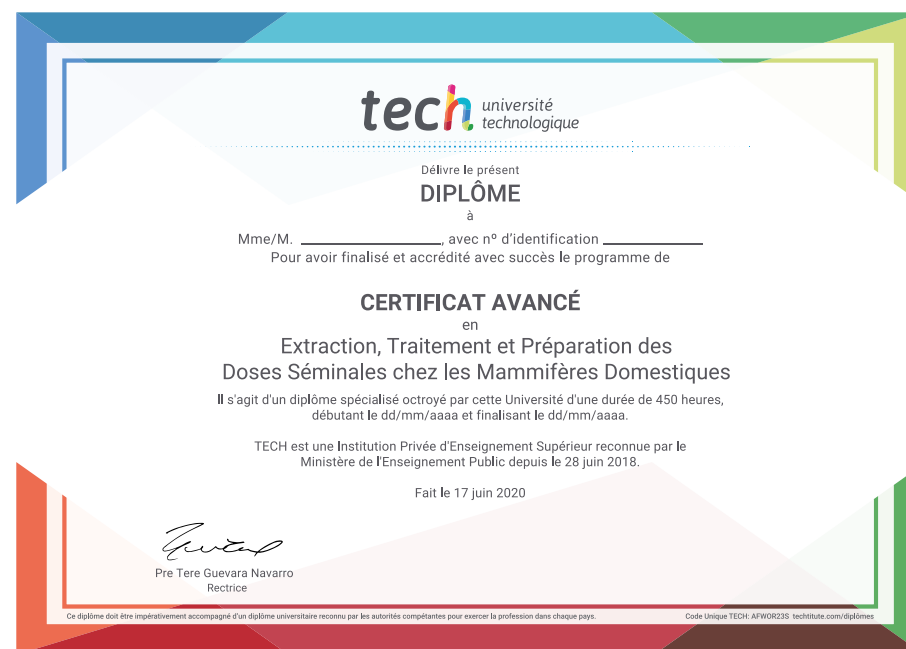 tech université
technologique
Délivre le présent
DIPLÔME
à
Mme/M. ____________________, avec nº d'identification ______________
Pour avoir finalisé et accrédité avec succès le programme de
CERTIFICAT AVANCÉ
en
Extraction, Traitement et Préparation des
Doses Séminales chez les Mammifères Domestiques
Il s'agit d'un diplôme spécialisé octroyé par cette Université d'une durée de 450 heures,
débutant le dd/mm/aaaa et finalisant le dd/mm/aaaa.
TECH est une Institution Privée d'Enseignement Supérieur reconnue par le
Ministère de l'Enseignement Public depuis le 28 juin 2018.
Fait le 17 juin 2020
Pre Tere Guevara Navarro
Rectrice
Ce diplôme doit être impérativement accompagné d'un diplôme universitaire reconnu par les autorités compétantes pour exercer la profession dans chaque pays.
Code Unique TECH: AFWOR23S techtitute.com/diplômes